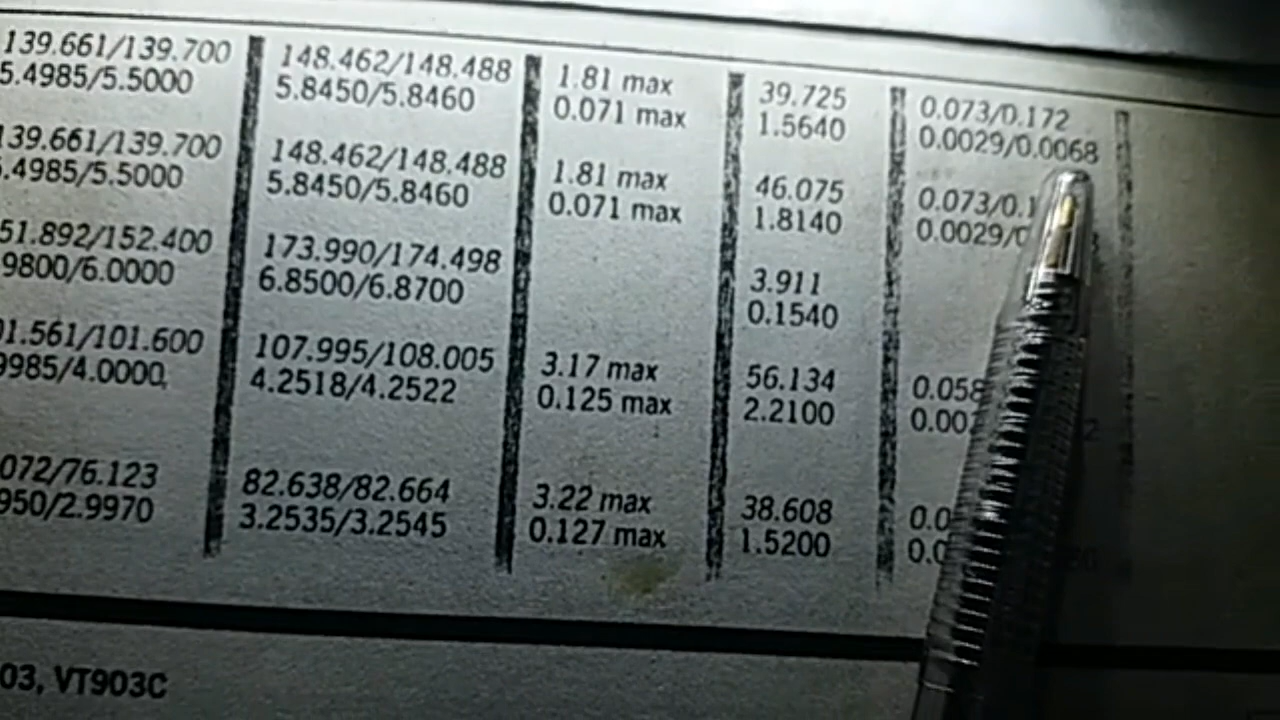 139.661/139.700 148.462/148.488 1.81 max 39.725 0.073/0.172
5.4985/5.5000 5.8450/5.8460 0.071 max 1.5640 0.0029/0.0068
139.661/139.700 148.462/148.488 1.81 max 46.075
5.4985/5.5000 5.8450/5.8460 0.071 max 1.8140
51.892/152.400 173.990/174.498 3.911
9800/6.0000 6.8500/6.8700 0.1540
1.561/101.600 107.995/108.005 3.17 max 56.134
9985/4.0000 4.2518/4.2522 0.125 max 2.2100
072/76.123 82.638/82.664 3.22 max 38.608
950/2.9970 3.2535/3.2545 0.127 max 1.5200
03, VT903C